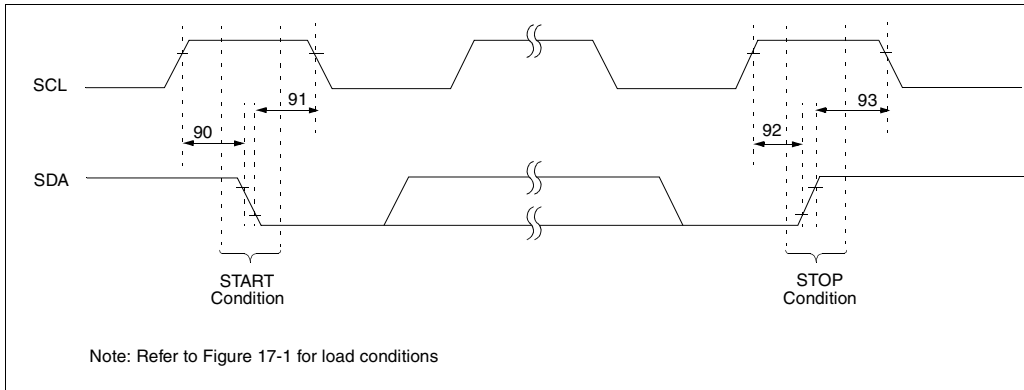 SCL
91
93
90
92
SDA
START
Condition
STOP
Condition
Note: Refer to Figure 17-1 for load conditions